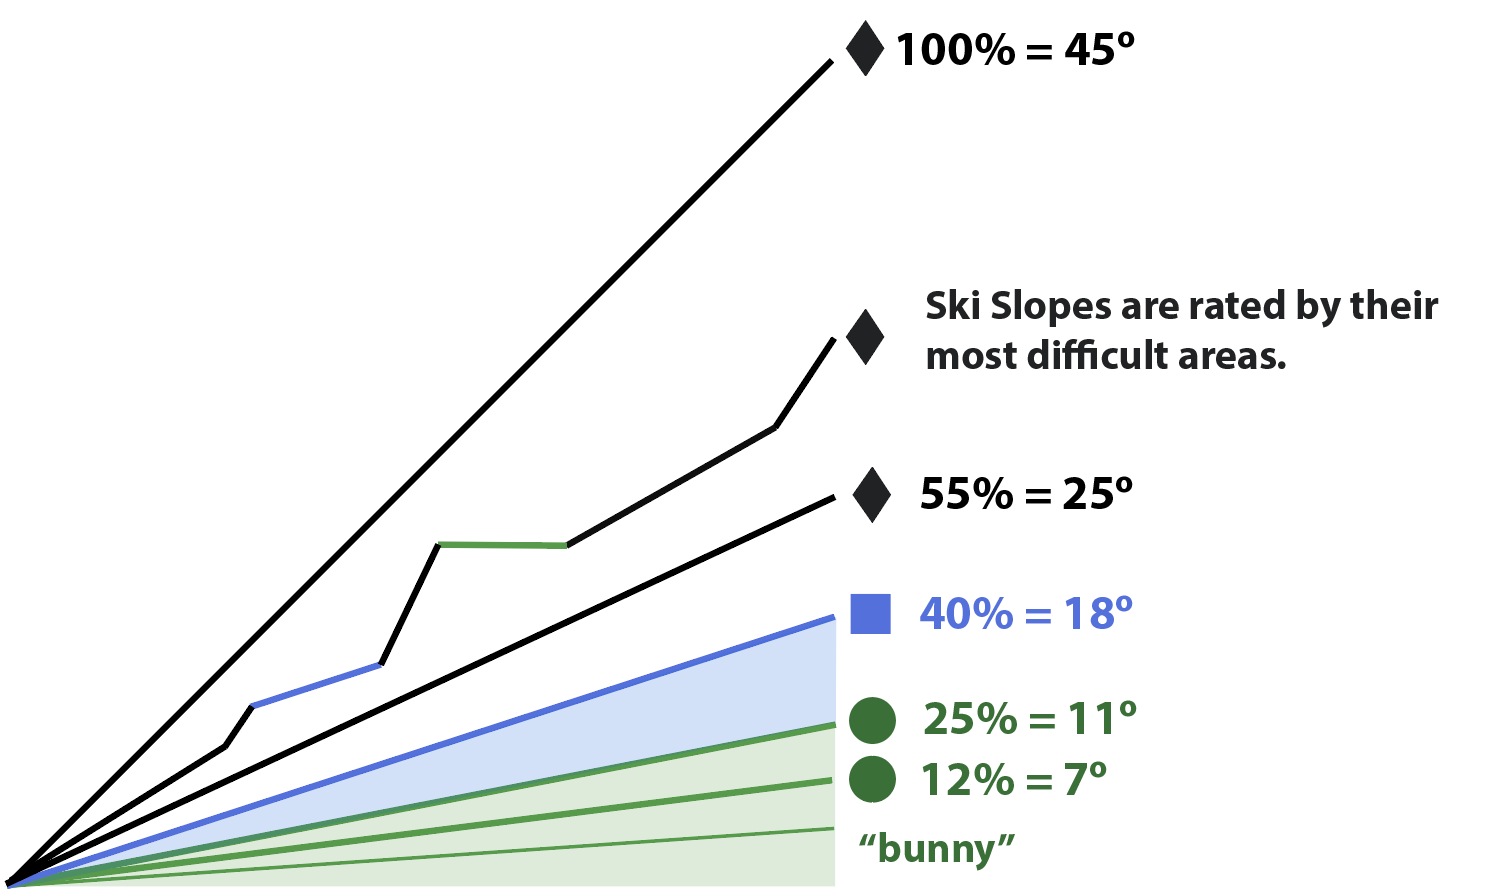 100% = 45º
Ski Slopes are rated by their
most difficult areas.
55% = 25º
40% = 18º
25% = 11º
12% = 7º
“bunny”